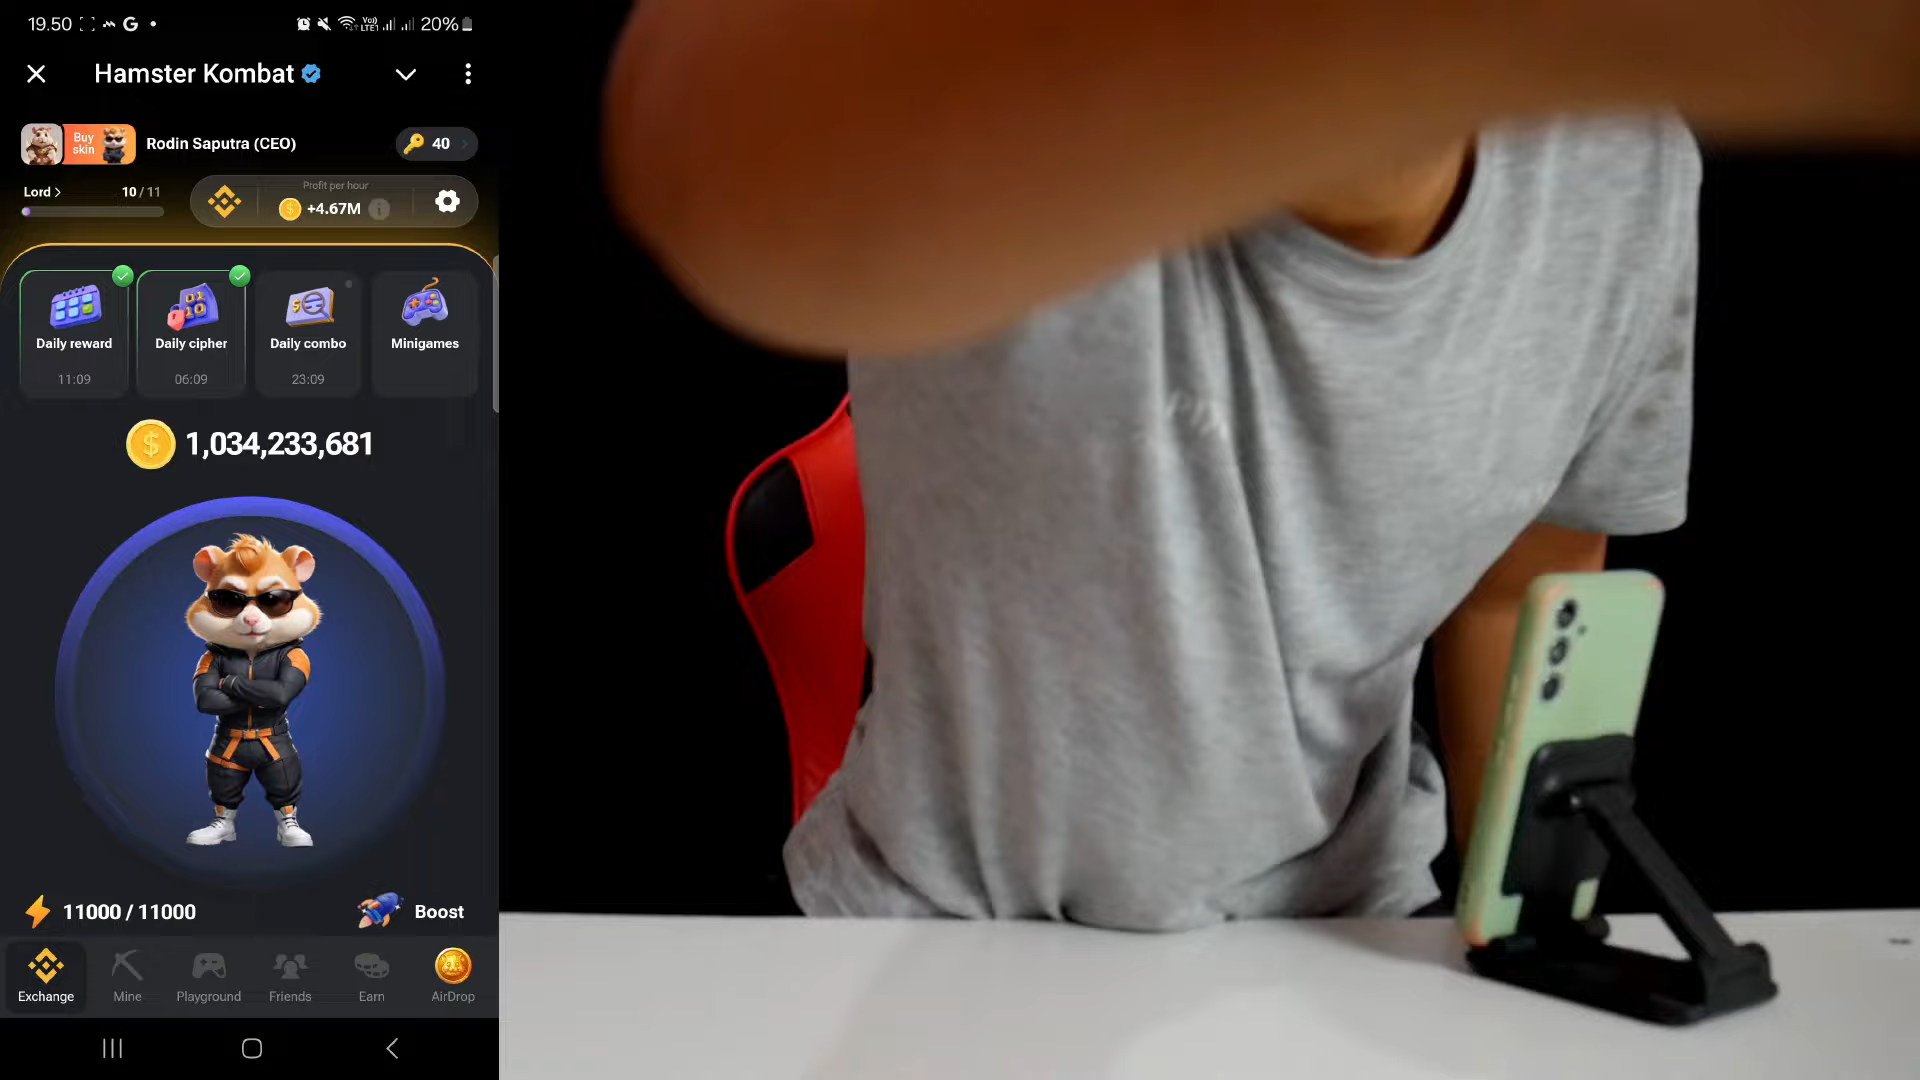 19.50 G 20%
Hamster Kombat
Buy skin
Rodin Saputra (CEO)
40
Lord >
10 / 11
Profit per hour
+4.67M
Daily reward
11:09
Daily cipher
06:09
Daily combo
23:09
Minigames
1,034,233,681
11000 / 11000
Boost
Exchange
Mine
Playground
Friends
Earn
AirDrop